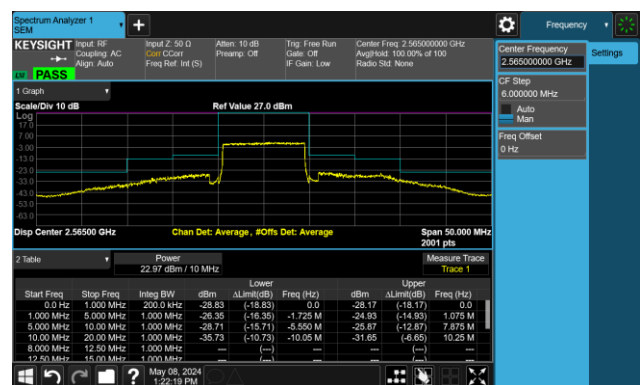 Spectrum Analyzer 1
SEM
+
Frequency
KEYSIGHT
Input: RF
Coupling: AC
Align: Auto
Input Z: 50 Ω
Corr CCorr
Freq Ref: Int (S)
Atten: 10 dB
Preamp: Off
Trig: Free Run
Gate: Off
IF Gain: Low
Center Freq: 2.565000000 GHz
Avg|Hold: 100.00% of 100
Radio Std: None
LW PASS
Center Frequency
2.565000000 GHz
Settings
CF Step
6.000000 MHz
Auto
Man
Freq Offset
0 Hz
1 Graph
Scale/Div 10 dB
Ref Value 27.0 dBm
Log
17.0
7.00
-3.00
-13.0
-23.0
-33.0
-43.0
-53.0
-63.0
Disp Center 2.56500 GHz
Chan Det: Average, #Offs Det: Average
Span 50.000 MHz
2001 pts
2 Table
Power
22.97 dBm / 10 MHz
Measure Trace
Trace 1
Lower Upper
Start Freq Stop Freq Integ BW dBm ΔLimit(dB) Freq (Hz) dBm ΔLimit(dB) Freq (Hz)
0.0 Hz 1.000 MHz 200.0 kHz -28.83 (-18.83) 0.0 -28.17 (-18.17) 0.0
1.000 MHz 5.000 MHz 1.000 MHz -26.35 (-16.35) -1.725 M -24.93 (-14.93) 1.075 M
5.000 MHz 10.00 MHz 1.000 MHz -28.71 (-15.71) -5.550 M -25.87 (-12.87) 7.875 M
10.00 MHz 20.00 MHz 1.000 MHz -35.73 (-10.73) -10.05 M -31.65 (-6.65) 10.25 M
8.000 MHz 12.50 MHz 1.000 MHz --- (---) --- --- (---) ---
12.50 MHz 15.00 MHz 1.000 MHz --- (---) --- --- (---) ---
?
May 08, 2024
1:22:19 PM